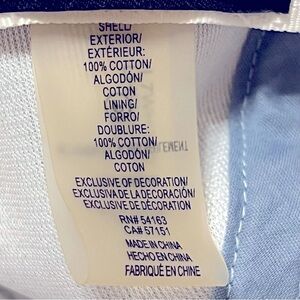 SHELL/
EXTERIOR/
EXTÉRIEUR:
100% COTTON/
ALGODÓN/
COTON
LINING/
FORRO/
DOUBLURE:
100% COTTON/
ALGODÓN/
COTON
EXCLUSIVE OF DECORATION/
EXCLUSIVA DE LA DECORACIÓN/
EXCLUSIVE DE DÉCORATION
RN# 54163
CA# 57151
MADE IN CHINA
HECHO EN CHINA
FABRIQUÉ EN CHINE